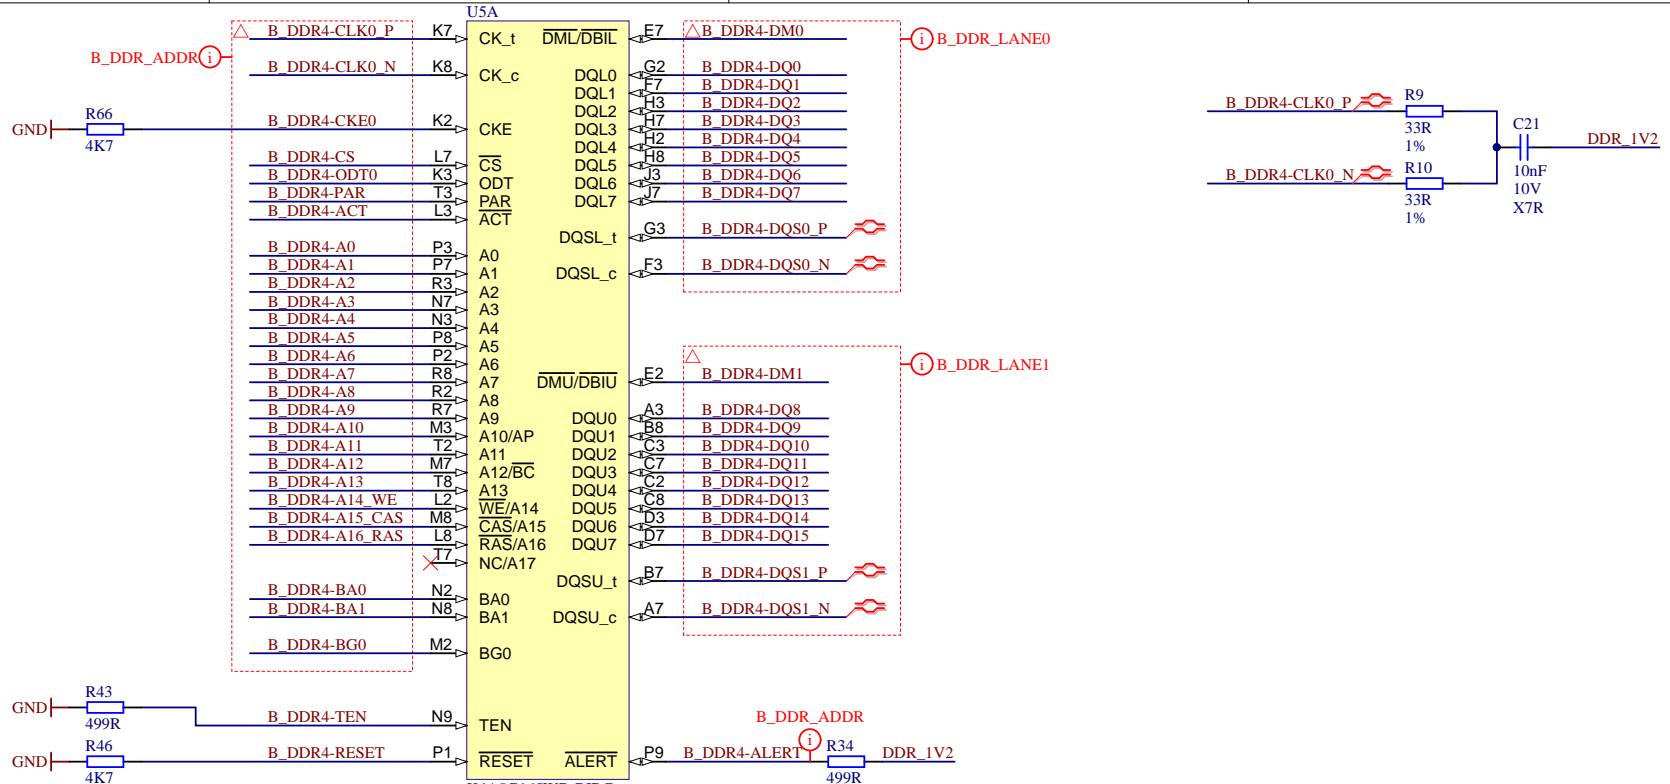 U5A
B_DDR4-CLK0_P K7 CK_t DML/DBIL E7 B_DDR4-DM0
B_DDR_LANE0
B_DDR_ADDR
B_DDR4-CLK0_N K8 CK_c DQL0 G2 B_DDR4-DQ0
DQL1 F7 B_DDR4-DQ1
R66
GND
4K7
DQL2 H3 B_DDR4-DQ2
B_DDR4-CKE0 K2 CKE DQL3 H7 B_DDR4-DQ3
DQL4 H2 B_DDR4-DQ4
B_DDR4-CS L7 CS DQL5 H8 B_DDR4-DQ5
B_DDR4-ODT0 K3 ODT DQL6 J3 B_DDR4-DQ6
B_DDR4-PAR T3 PAR DQL7 J7 B_DDR4-DQ7
B_DDR4-ACT L3 ACT
DQSL_t G3 B_DDR4-DQS0_P
B_DDR4-A0 P3 A0
B_DDR4-A1 P7 A1 DQSL_c F3 B_DDR4-DQS0_N
B_DDR4-A2 R3 A2
B_DDR4-A3 N7 A3
B_DDR4-A4 N3 A4
B_DDR4-A5 P8 A5
B_DDR4-A6 P2 A6
B_DDR_LANE1
B_DDR4-A7 R8 A7 DMU/DBIU E2 B_DDR4-DM1
B_DDR4-A8 R2 A8
B_DDR4-A9 R7 A9 DQU0 A3 B_DDR4-DQ8
B_DDR4-A10 M3 A10/AP DQU1 B8 B_DDR4-DQ9
B_DDR4-A11 T2 A11 DQU2 C3 B_DDR4-DQ10
B_DDR4-A12 M7 A12/BC DQU3 C7 B_DDR4-DQ11
B_DDR4-A13 T8 A13 DQU4 C2 B_DDR4-DQ12
B_DDR4-A14_WE L2 WE/A14 DQU5 C8 B_DDR4-DQ13
B_DDR4-A15_CAS M8 CAS/A15 DQU6 D3 B_DDR4-DQ14
B_DDR4-A16_RAS L8 RAS/A16 DQU7 D7 B_DDR4-DQ15
T7 NC/A17
DQSU_t B7 B_DDR4-DQS1_P
B_DDR4-BA0 N2 BA0
B_DDR4-BA1 N8 BA1 DQSU_c A7 B_DDR4-DQS1_N
B_DDR4-BG0 M2 BG0
R43
GND
499R
B_DDR4-TEN N9 TEN
R46
GND
4K7
B_DDR4-RESET P1 RESET ALERT P9 B_DDR4-ALERT
B_DDR_ADDR
R34
499R
DDR_1V2
B_DDR4-CLK0_P
R9
33R
1%
B_DDR4-CLK0_N
R10
33R
1%
C21
10nF
10V
X7R
DDR_1V2